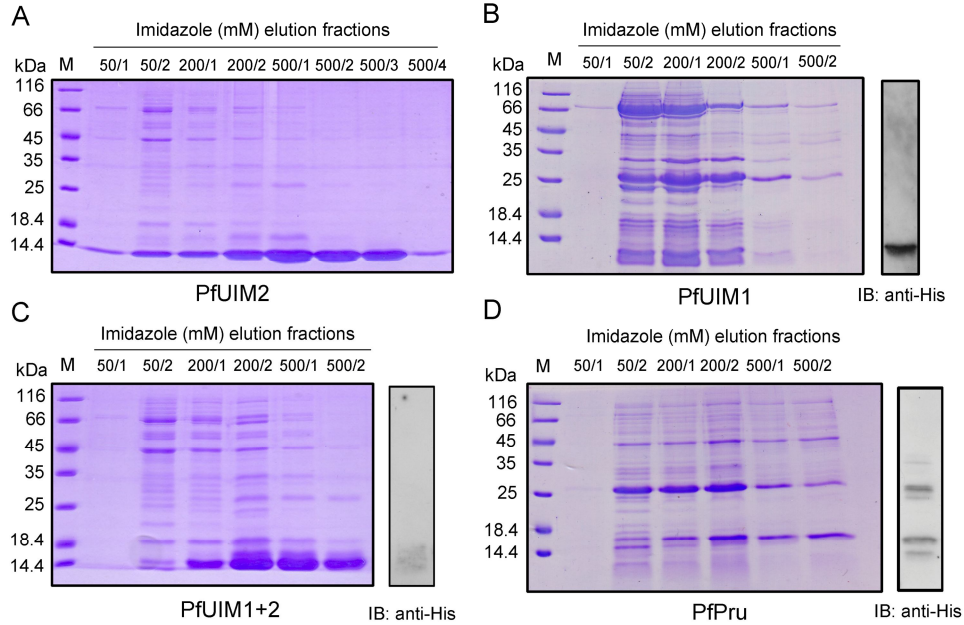 A
Imidazole (mM) elution fractions
kDa M 50/1 50/2 200/1 200/2 500/1 500/2 500/3 500/4
116
66
45
35
25
18.4
14.4
PfUIM2
B
Imidazole (mM) elution fractions
kDa M 50/1 50/2 200/1 200/2 500/1 500/2
116
66
45
35
25
18.4
14.4
PfUIM1
IB: anti-His
C
Imidazole (mM) elution fractions
kDa M 50/1 50/2 200/1 200/2 500/1 500/2
116
66
45
35
25
18.4
14.4
PfUIM1+2
IB: anti-His
D
Imidazole (mM) elution fractions
kDa M 50/1 50/2 200/1 200/2 500/1 500/2
116
66
45
35
25
18.4
14.4
PfPru
IB: anti-His